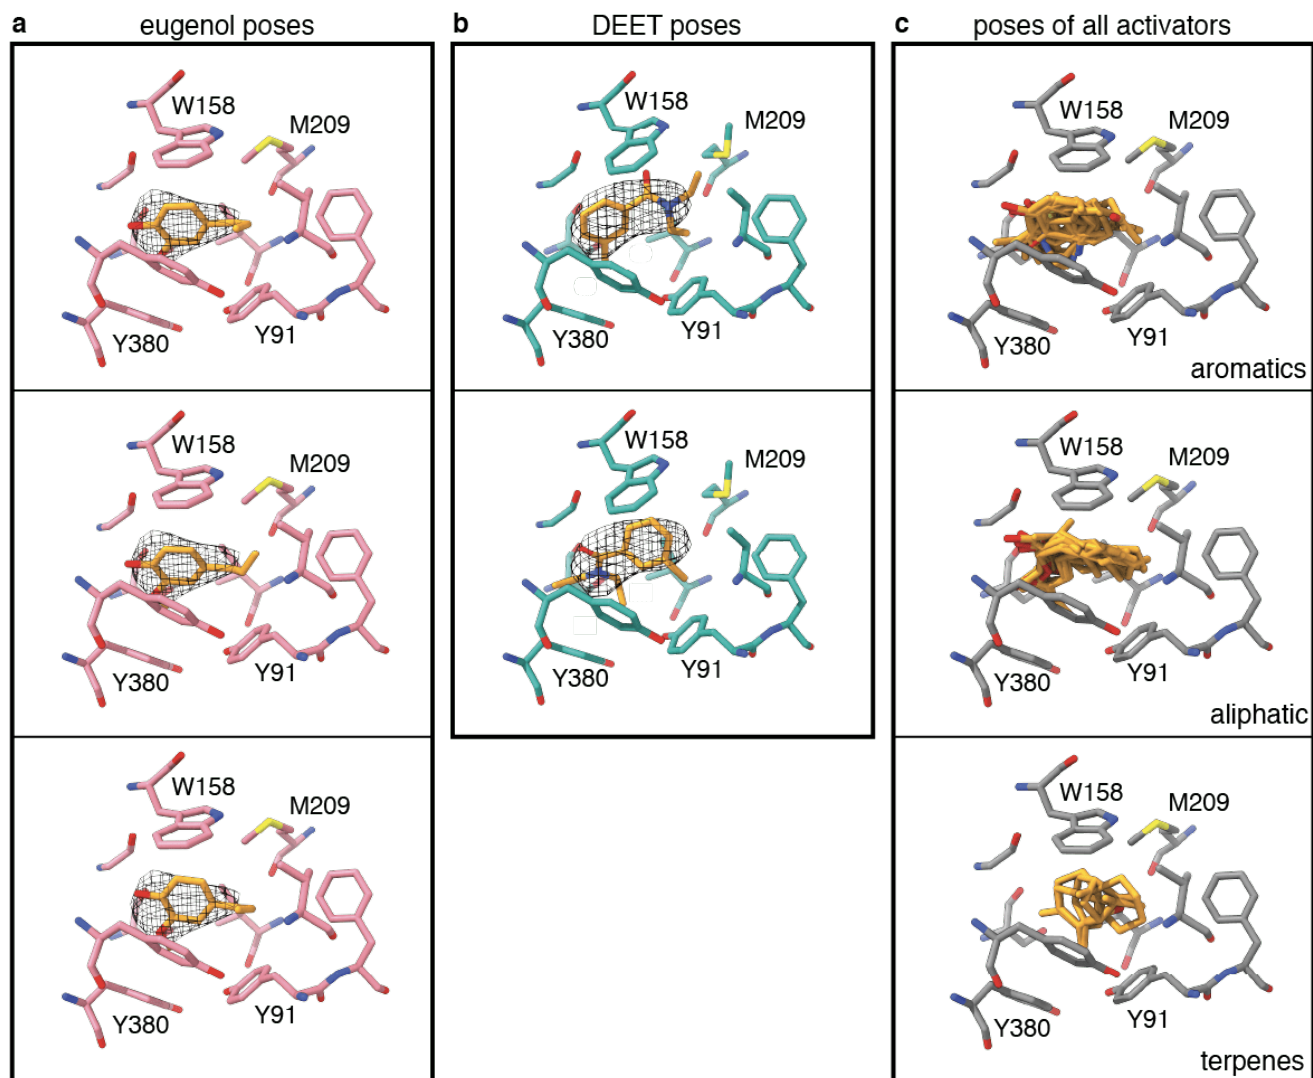 a eugenol poses
b DEET poses
c poses of all activators
W158
M209
Y380
Y91
W158
M209
Y380
Y91
W158
M209
Y380
Y91
aromatics
W158
M209
Y380
Y91
W158
M209
Y380
Y91
W158
M209
Y380
Y91
aliphatic
W158
M209
Y380
Y91
W158
M209
Y380
Y91
terpenes